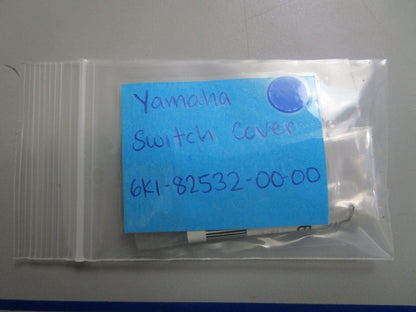 Yamaha
Switch Cover
6K1-82532-00-00